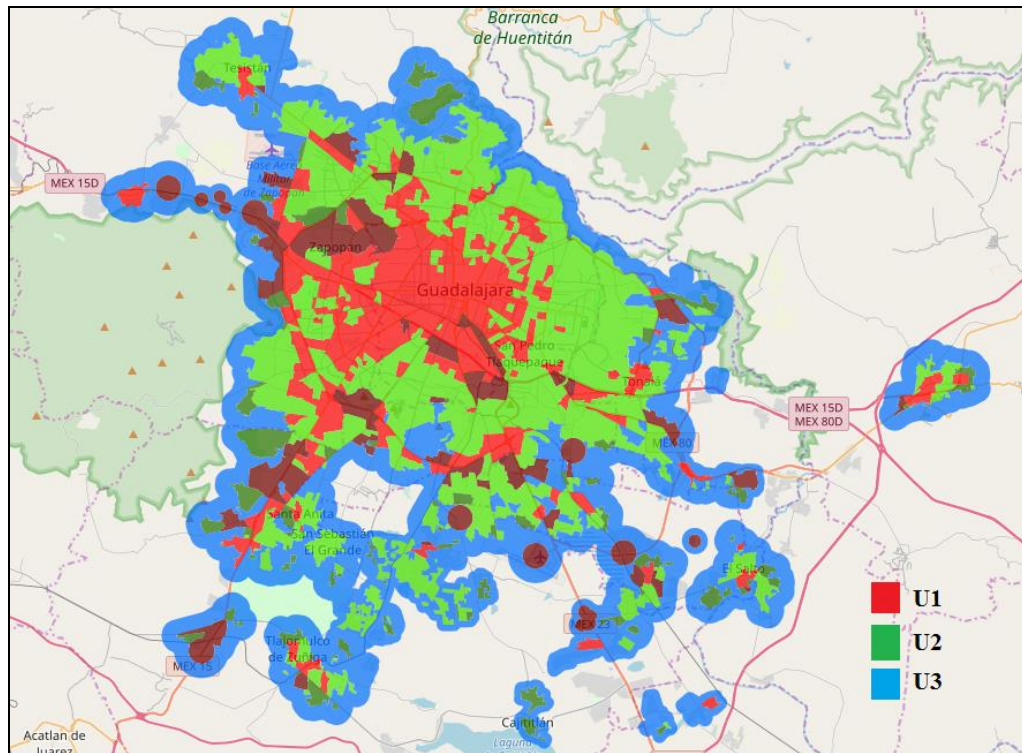 Barranca
de Huentitán
Tesistán
MEX 15D
Base Aérea
Militar
de Zapopan
Zapopan
Guadalajara
San Pedro
Tlaquepaque
Tonalá
MEX 15D
MEX 80D
MEX 80
Santa Anita
San Sebastián
El Grande
El Salto
U1
MEX 23
U2
Tlajomulco
de Zúñiga
MEX 15
U3
Cajititlán
Acatlan de
Juarez
Laguna